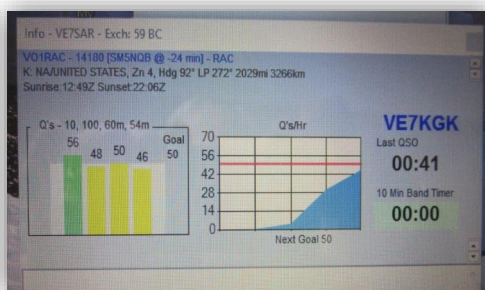 Info - VE7SAR - Exch: 59 BC
VO1RAC - 14180 [SM5NQB @ -24 min] - RAC
K: NA/UNITED STATES, Zn 4, Hdg 92° LP 272° 2029mi 3266km
Sunrise:12:49Z Sunset:22:06Z
Q's - 10, 100, 60m, 54m
Goal
50
56
48
50
46
Q's/Hr
70
56
42
28
14
0
Next Goal 50
VE7KGK
Last QSO
00:41
10 Min Band Timer
00:00